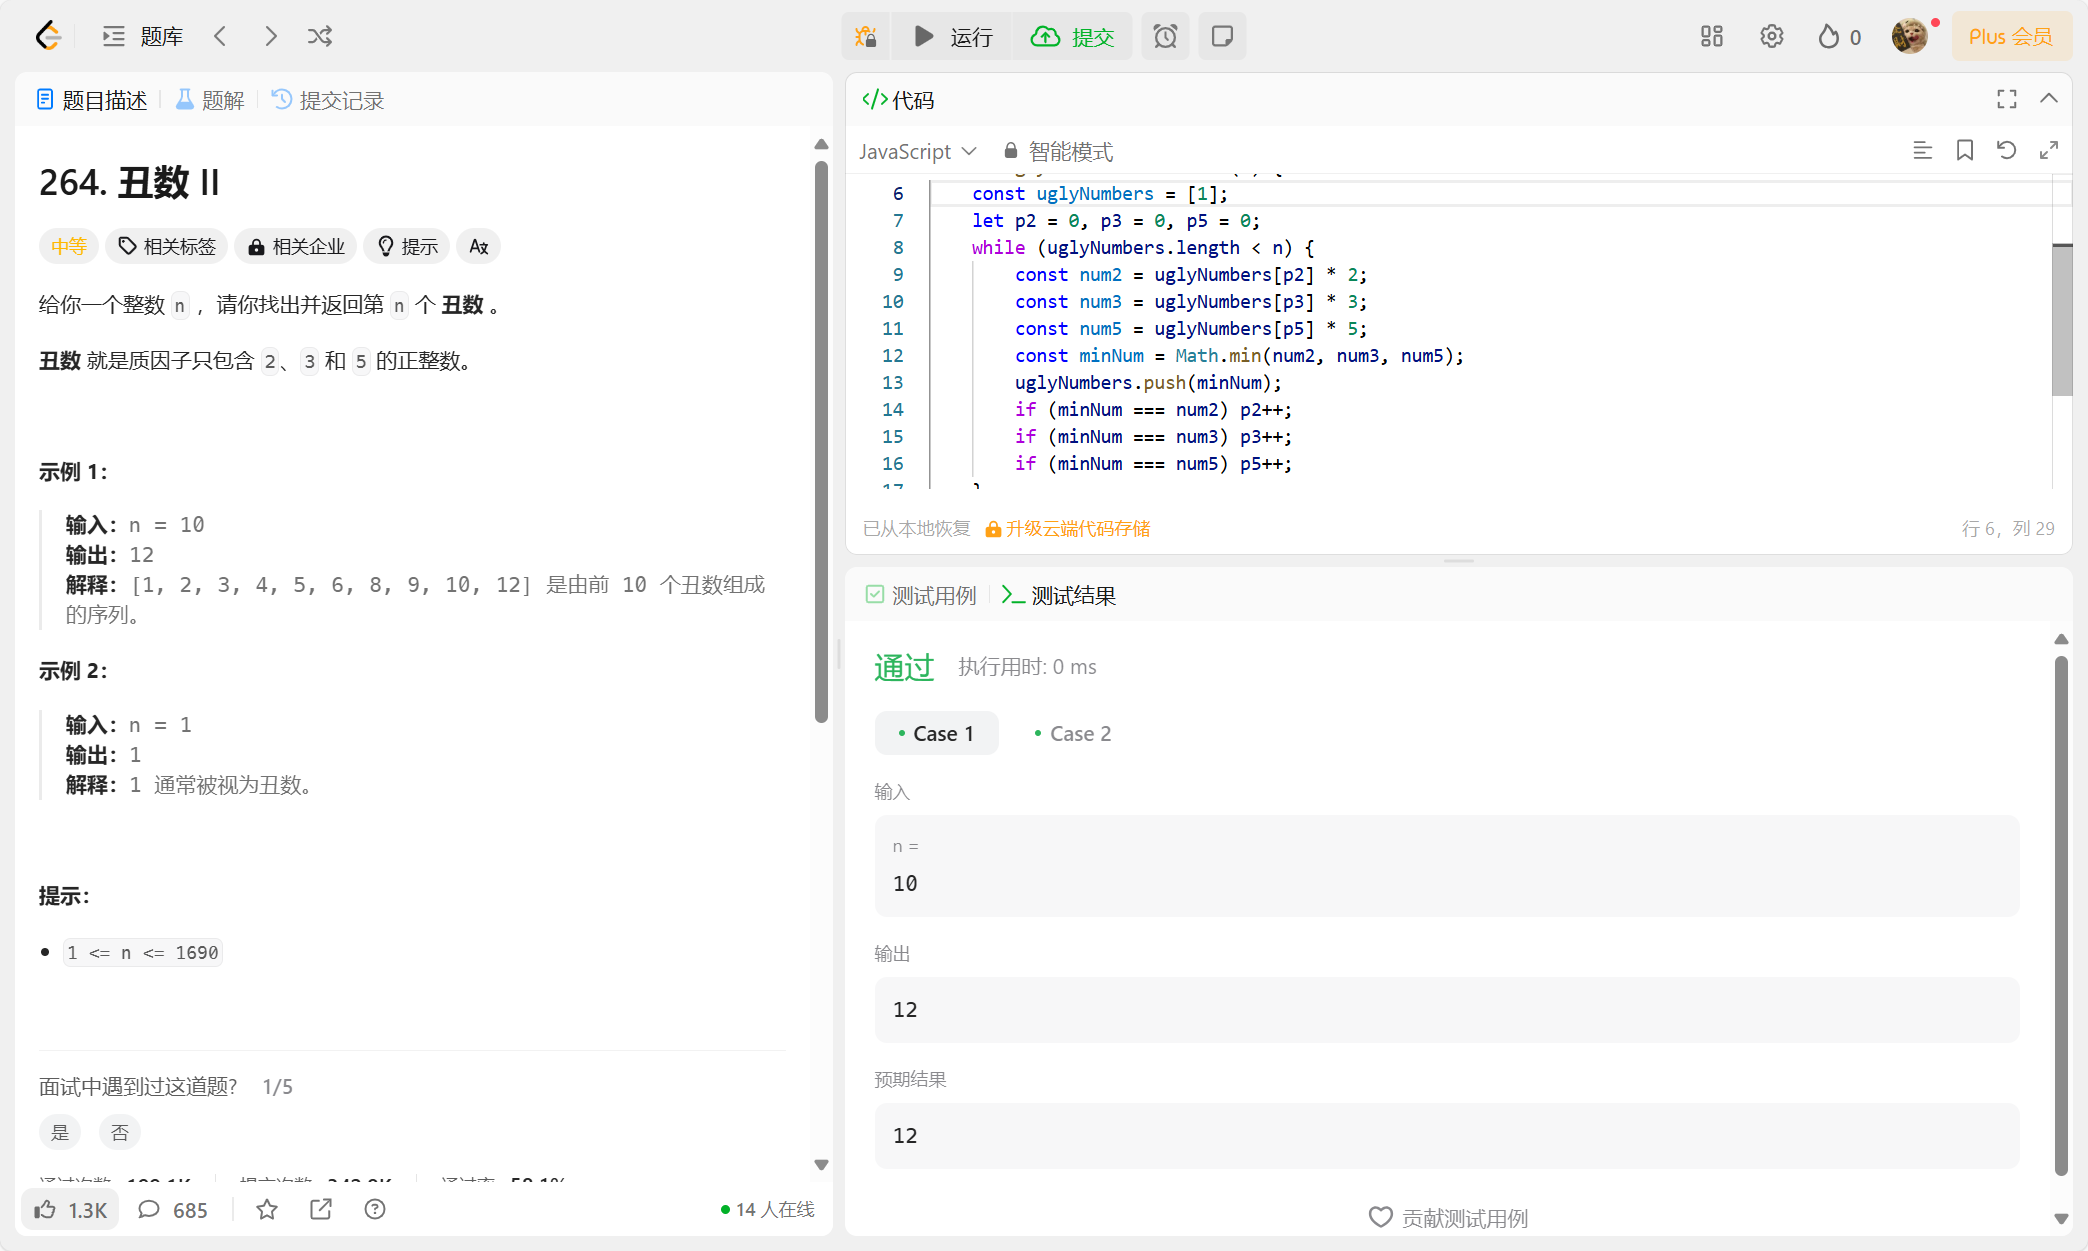 题库
运行
提交
0
Plus 会员
题目描述
题解
提交记录
264. 丑数 II
中等
相关标签
相关企业
提示
给你一个整数 n ，请你找出并返回第 n 个 丑数 。
丑数 就是质因子只包含 2、3 和 5 的正整数。
示例 1：
输入：n = 10
输出：12
解释：[1, 2, 3, 4, 5, 6, 8, 9, 10, 12] 是由前 10 个丑数组成
的序列。
示例 2：
输入：n = 1
输出：1
解释：1 通常被视为丑数。
提示：
1 <= n <= 1690
面试中遇到过这道题？ 1/5
是
否
1.3K
685
14 人在线
代码
JavaScript
智能模式
6 const uglyNumbers = [1];
7 let p2 = 0, p3 = 0, p5 = 0;
8 while (uglyNumbers.length < n) {
9 const num2 = uglyNumbers[p2] * 2;
10 const num3 = uglyNumbers[p3] * 3;
11 const num5 = uglyNumbers[p5] * 5;
12 const minNum = Math.min(num2, num3, num5);
13 uglyNumbers.push(minNum);
14 if (minNum === num2) p2++;
15 if (minNum === num3) p3++;
16 if (minNum === num5) p5++;
17 }
已从本地恢复
升级云端代码存储
行 6，列 29
测试用例
测试结果
通过
执行用时: 0 ms
Case 1
Case 2
输入
n =
10
输出
12
预期结果
12
贡献测试用例